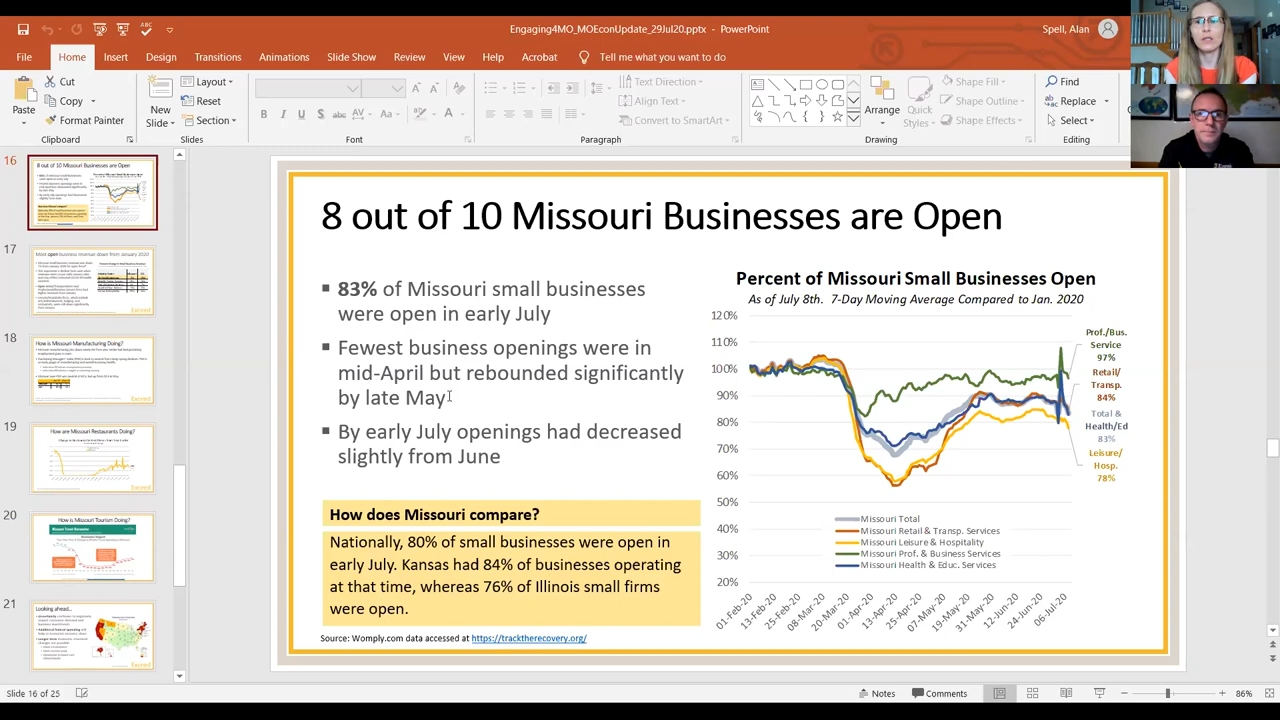 Engaging4MO_MOEconUpdate_29Jul20.pptx - PowerPoint
Spell, Alan
File Home Insert Design Transitions Animations Slide Show Review View Help Acrobat Tell me what you want to do
Paste
Cut
Copy
Format Painter
Clipboard
New
Slide
Layout
Reset
Section
Slides
Font
Text Direction
Align Text
Convert to SmartArt
Paragraph
Arrange
Quick
Styles
Shape Fill
Shape Outline
Shape Effects
Drawing
Find
Replace
Select
Editing
16
8 out of 10 Missouri Businesses are Open
17
More open business revenue down from January 2020
18
How is Missouri Manufacturing Doing?
19
How are Missouri Restaurants Doing?
20
How is Missouri Tourism Doing?
21
Looking ahead...
8 out of 10 Missouri Businesses are Open
83% of Missouri small businesses
were open in early July
Fewest business openings were in
mid-April but rebounded significantly
by late May
By early July openings had decreased
slightly from June
How does Missouri compare?
Nationally, 80% of small businesses were open in
early July. Kansas had 84% of businesses operating
at that time, whereas 76% of Illinois small firms
were open.
Source: Womply.com data accessed at https://tracktherecovery.org/
Percent of Missouri Small Businesses Open
As of July 8th. 7-Day Moving Average Compared to Jan. 2020
120%
110%
100%
90%
80%
70%
60%
50%
40%
30%
20%
Prof./Bus.
Service
97%
Retail/
Transp.
84%
Total &
Health/Ed
83%
Leisure/
Hosp.
78%
Missouri Total
Missouri Retail & Transp. Services
Missouri Leisure & Hospitality
Missouri Prof. & Business Services
Missouri Health & Educ. Services
01-Feb-20
20-Feb-20
09-Mar-20
20-Mar-20
01-Apr-20
13-Apr-20
25-Apr-20
07-May-20
19-May-20
31-May-20
12-Jun-20
24-Jun-20
06-Jul-20
Slide 16 of 25
Notes
Comments
86%